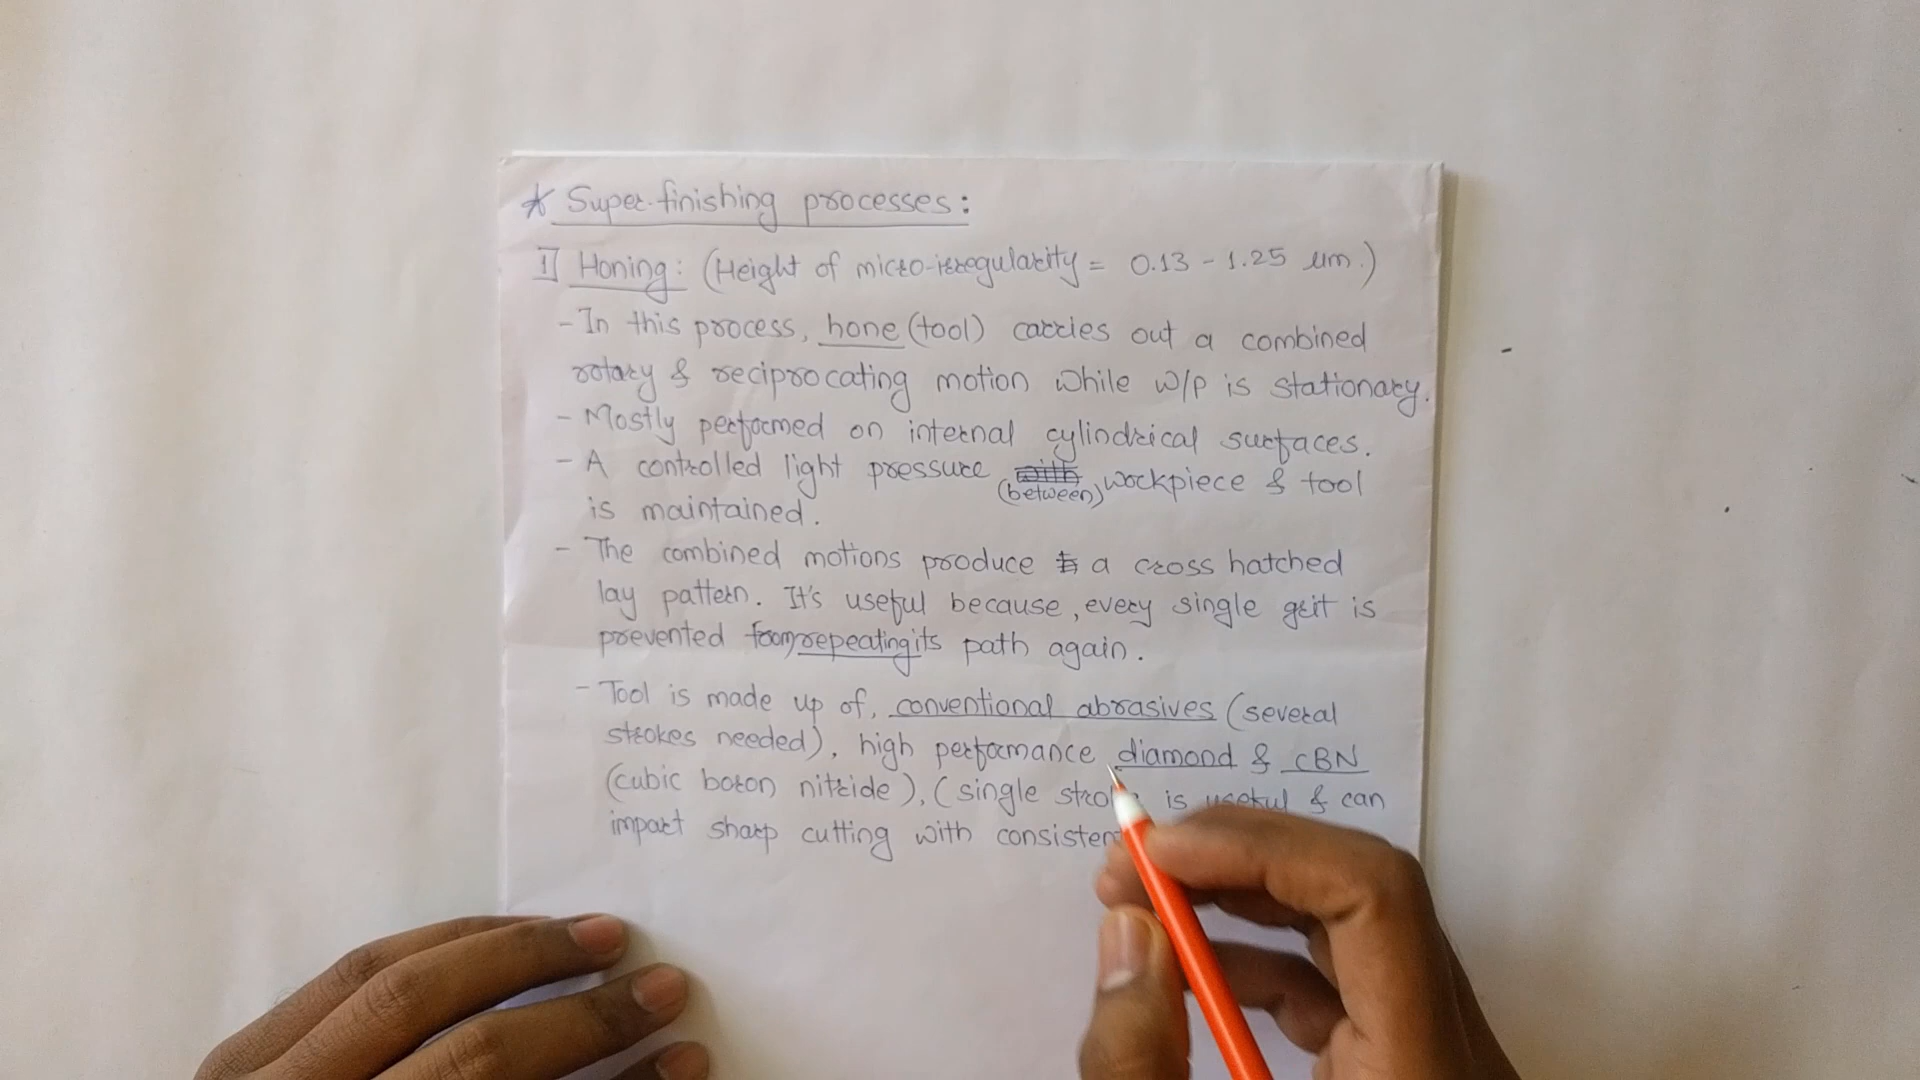 * Super-finishing processes:
1] Honing: (Height of micro-irregularity = 0.13 - 1.25 um.)
- In this process, hone (tool) carries out a combined
rotary & reciprocating motion while w/p is stationary.
- Mostly performed on internal cylindrical surfaces.
- A controlled light pressure with (between) workpiece & tool
is maintained.
- The combined motions produce a cross hatched
lay pattern. It's useful because, every single grit is
prevented from repeating its path again.
- Tool is made up of, conventional abrasives (several
strokes needed), high performance diamond & CBN
(cubic boron nitride), (single is useful & can
impart sharp cutting with